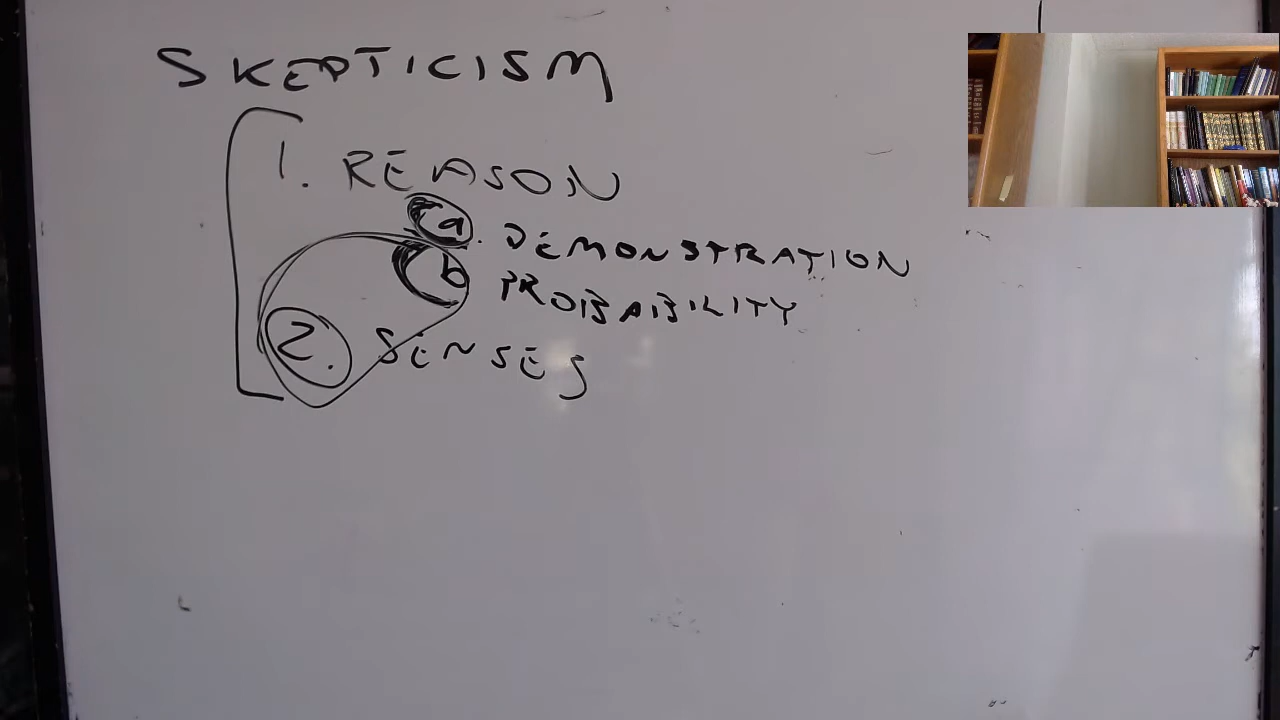 SKEPTICISM
1. REASON
a. DEMONSTRATION
b PROBABILITY
2. SENSES